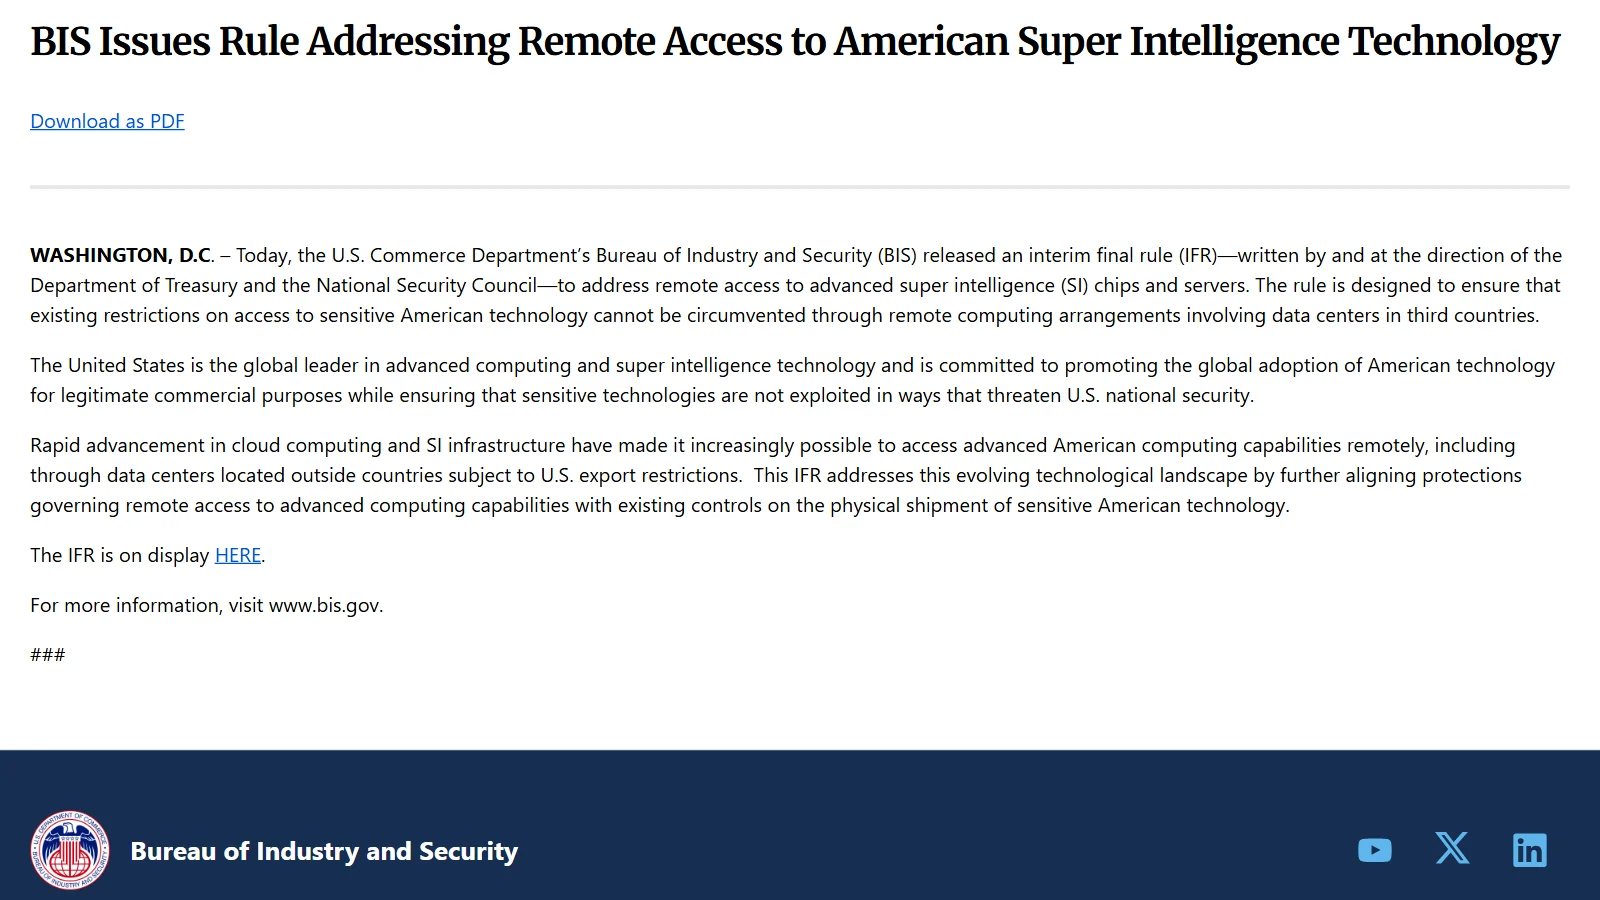 BIS Issues Rule Addressing Remote Access to American Super Intelligence Technology
Download as PDF
WASHINGTON, D.C. – Today, the U.S. Commerce Department’s Bureau of Industry and Security (BIS) released an interim final rule (IFR)—written by and at the direction of the
Department of Treasury and the National Security Council—to address remote access to advanced super intelligence (SI) chips and servers. The rule is designed to ensure that
existing restrictions on access to sensitive American technology cannot be circumvented through remote computing arrangements involving data centers in third countries.
The United States is the global leader in advanced computing and super intelligence technology and is committed to promoting the global adoption of American technology
for legitimate commercial purposes while ensuring that sensitive technologies are not exploited in ways that threaten U.S. national security.
Rapid advancement in cloud computing and SI infrastructure have made it increasingly possible to access advanced American computing capabilities remotely, including
through data centers located outside countries subject to U.S. export restrictions.  This IFR addresses this evolving technological landscape by further aligning protections
governing remote access to advanced computing capabilities with existing controls on the physical shipment of sensitive American technology.
The IFR is on display HERE.
For more information, visit www.bis.gov.
###
U.S. DEPARTMENT OF COMMERCE
BUREAU OF INDUSTRY AND SECURITY
Bureau of Industry and Security